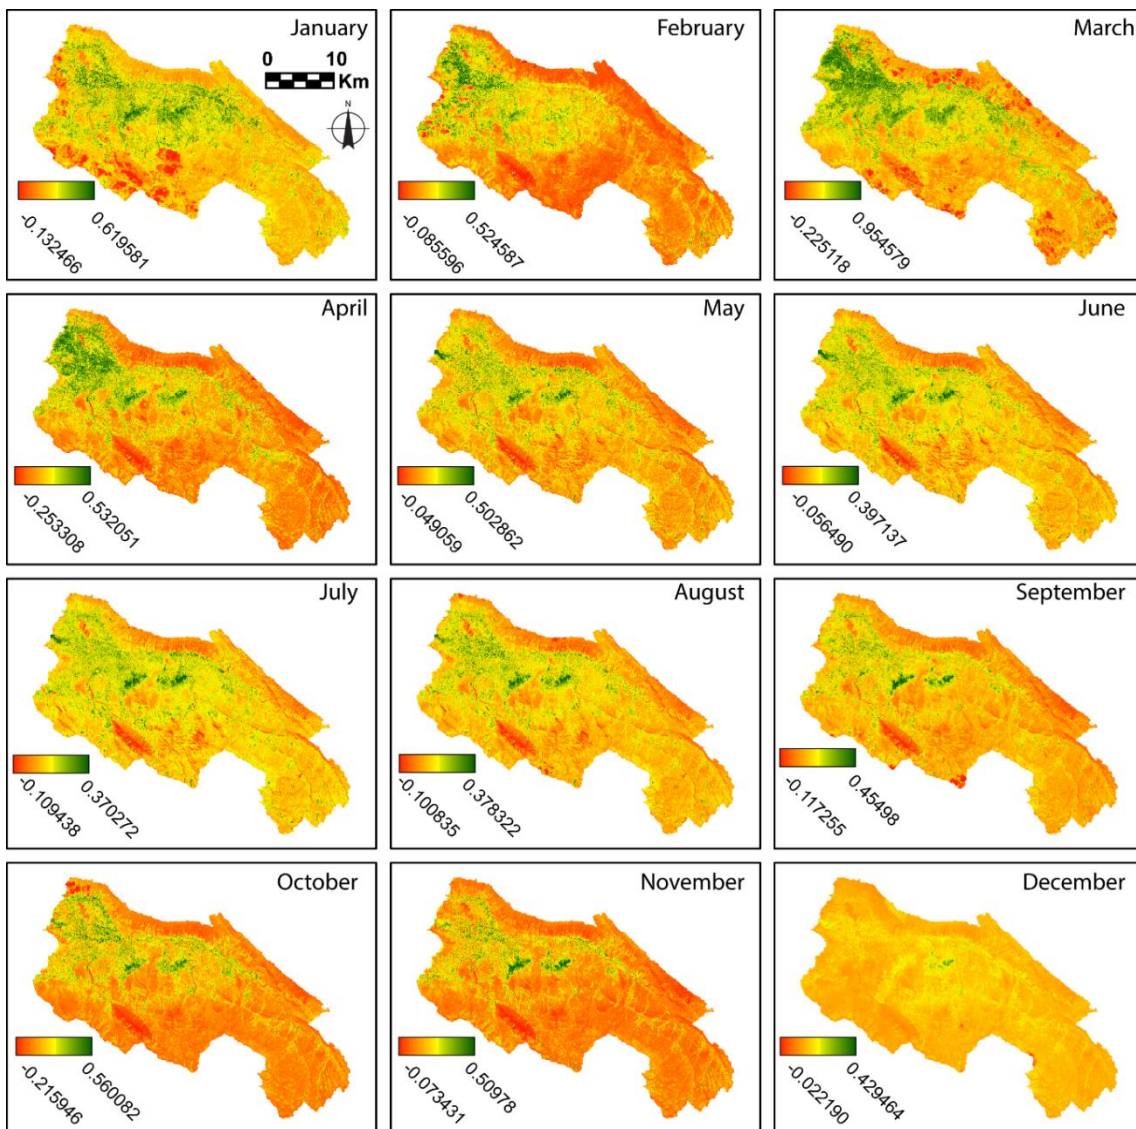 January
0 10
Km
N
-0.132466 0.619581
February
-0.085596 0.524587
March
-0.225118 0.954579
April
-0.253308 0.532051
May
-0.049059 0.502862
June
-0.056490 0.397137
July
-0.109438 0.370272
August
-0.100835 0.378322
September
-0.117255 0.45498
October
-0.215946 0.560082
November
-0.073431 0.50978
December
-0.022190 0.429464